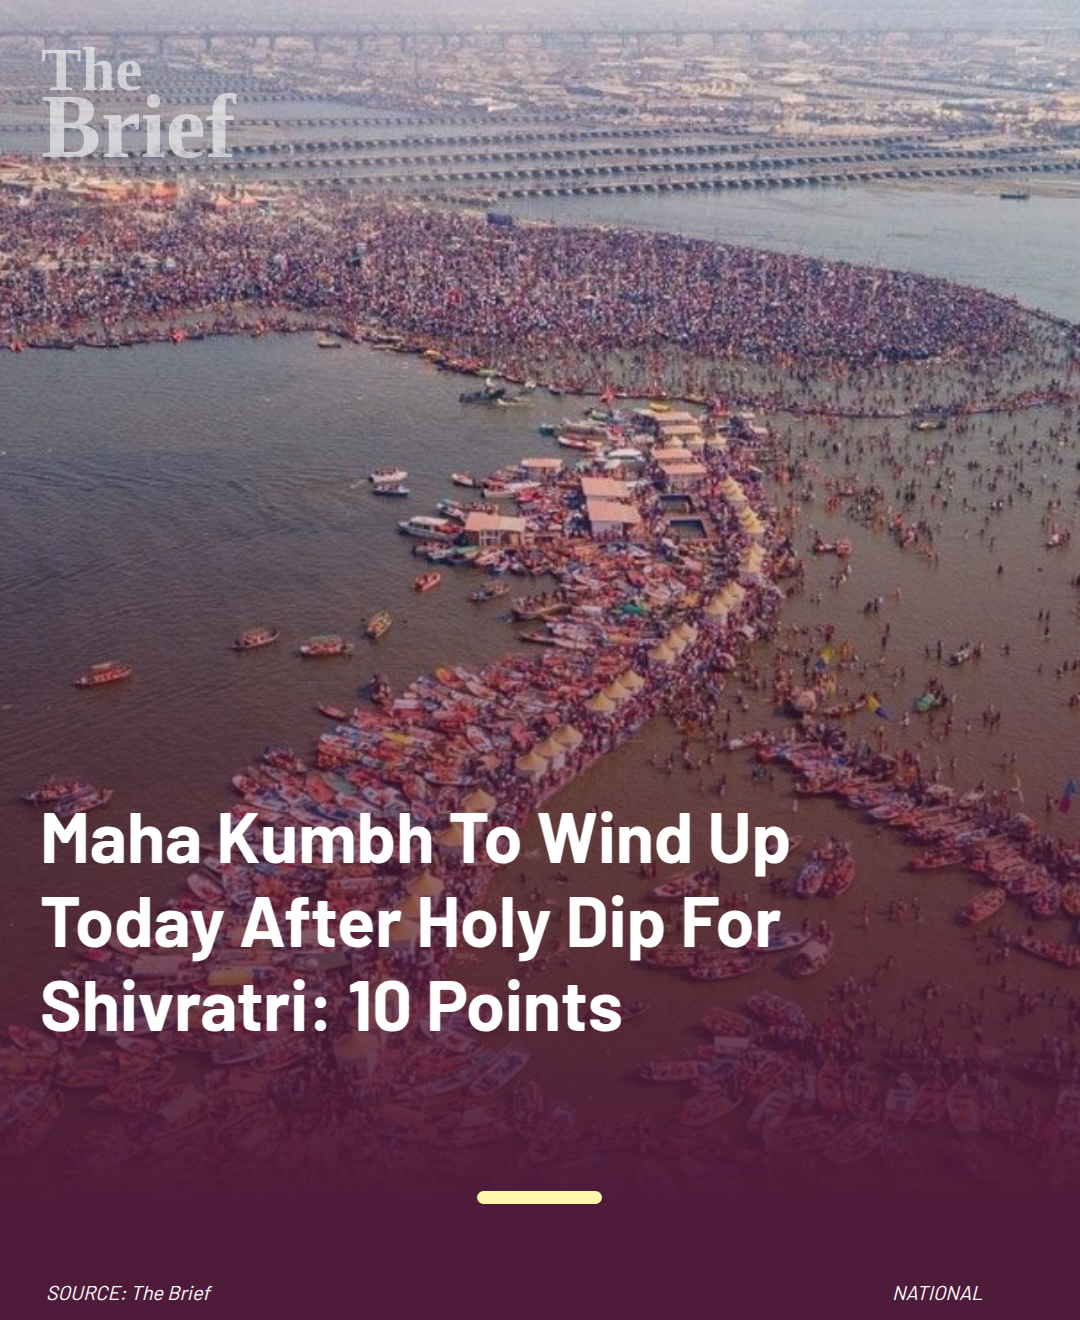 The
Brief
Maha Kumbh To Wind Up
Today After Holy Dip For
Shivratri: 10 Points
SOURCE: The Brief
NATIONAL